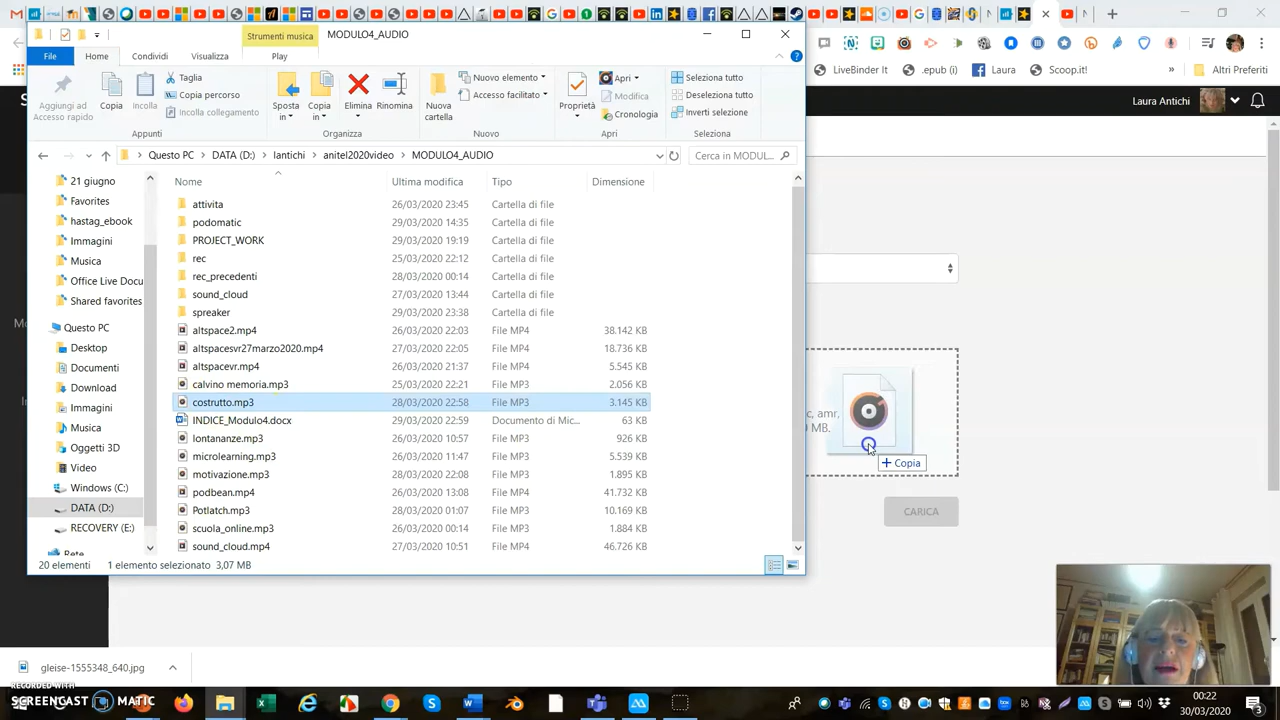 Strumenti musica
MODULO4_AUDIO
File
Home
Condividi
Visualizza
Play
LiveBinder It
.epub (i)
Laura
Scoop.it!
»
Altri Preferiti
Laura Antichi
Aggiungi ad
Accesso rapido
Copia
Incolla
Taglia
Copia percorso
Incolla collegamento
Appunti
Sposta
in
Copia
in
Elimina
Rinomina
Organizza
Nuova
cartella
Nuovo elemento
Accesso facilitato
Nuovo
Proprietà
Apri
Modifica
Cronologia
Apri
Seleziona tutto
Deseleziona tutto
Inverti selezione
Seleziona
Questo PC > DATA (D:) > lantichi > anitel2020video > MODULO4_AUDIO
Cerca in MODUL...
Nome Ultima modifica Tipo Dimensione
21 giugno
Favorites
hastag_ebook
Immagini
Musica
Office Live Docu
Shared favorites
Questo PC
Desktop
Documenti
Download
Immagini
Musica
Oggetti 3D
Video
Windows (C:)
DATA (D:)
RECOVERY (E:)
Rete
attivita 26/03/2020 23:45 Cartella di file
podomatic 29/03/2020 14:35 Cartella di file
PROJECT_WORK 29/03/2020 19:19 Cartella di file
rec 25/03/2020 22:12 Cartella di file
rec_precedenti 28/03/2020 00:14 Cartella di file
sound_cloud 27/03/2020 13:44 Cartella di file
spreaker 29/03/2020 23:38 Cartella di file
altspace2.mp4 26/03/2020 22:03 File MP4 38.142 KB
altspacesvr27marzo2020.mp4 27/03/2020 22:05 File MP4 18.736 KB
altspacevr.mp4 26/03/2020 21:37 File MP4 5.545 KB
calvino memoria.mp3 25/03/2020 22:21 File MP3 2.056 KB
costrutto.mp3 28/03/2020 22:58 File MP3 3.145 KB
INDICE_Modulo4.docx 29/03/2020 22:59 Documento di Mic... 63 KB
lontananze.mp3 26/03/2020 10:57 File MP3 926 KB
microlearning.mp3 26/03/2020 11:47 File MP3 5.539 KB
motivazione.mp3 28/03/2020 22:08 File MP3 1.895 KB
podbean.mp4 26/03/2020 13:08 File MP4 41.732 KB
Potlatch.mp3 28/03/2020 01:07 File MP3 10.169 KB
scuola_online.mp3 26/03/2020 00:14 File MP3 1.884 KB
sound_cloud.mp4 27/03/2020 10:51 File MP4 46.726 KB
20 elementi 1 elemento selezionato 3,07 MB
c, amr,
MB.
+ Copia
CARICA
gleise-1555348_640.jpg
RECORDED WITH
SCREENCAST MATIC
00:22
30/03/2020
3